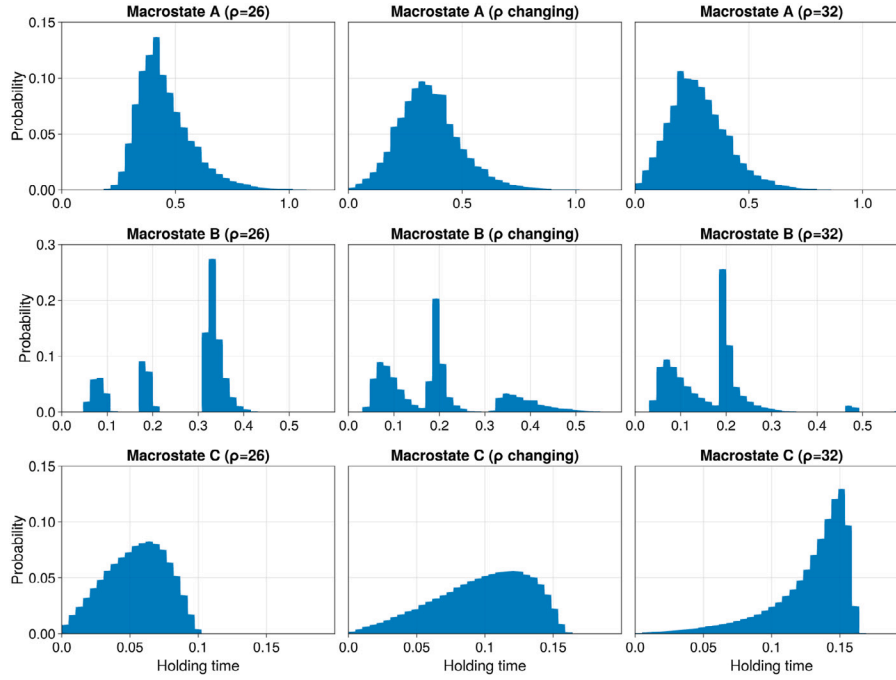 Macrostate A (ρ=26) Macrostate A (ρ changing) Macrostate A (ρ=32)
Probability
0.15
0.10
0.05
0.00
0.0 0.5 1.0 0.0 0.5 1.0 0.0 0.5 1.0
Macrostate B (ρ=26) Macrostate B (ρ changing) Macrostate B (ρ=32)
Probability
0.3
0.2
0.1
0.0
0.0 0.1 0.2 0.3 0.4 0.5 0.0 0.1 0.2 0.3 0.4 0.5 0.0 0.1 0.2 0.3 0.4 0.5
Macrostate C (ρ=26) Macrostate C (ρ changing) Macrostate C (ρ=32)
Probability
0.15
0.10
0.05
0.00
0.0 0.05 0.10 0.15 0.0 0.05 0.10 0.15 0.0 0.05 0.10 0.15
Holding time Holding time Holding time